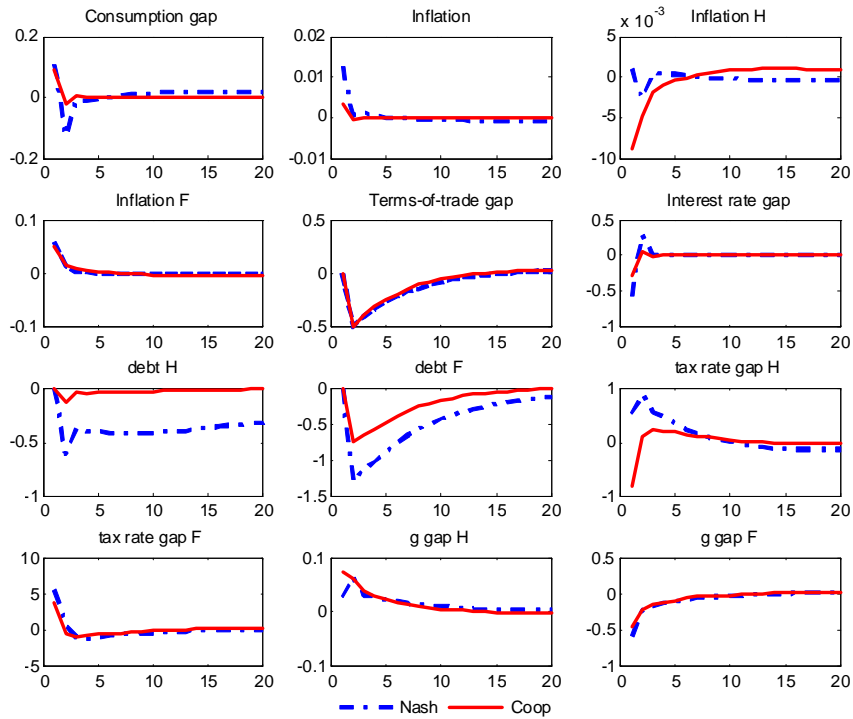 Consumption gap
0.2
0
-0.2
0 5 10 15 20
Inflation
0.02
0.01
0
-0.01
0 5 10 15 20
x 10-3
Inflation H
5
0
-5
-10
0 5 10 15 20
Inflation F
0.1
0
-0.1
0 5 10 15 20
Terms-of-trade gap
0.5
0
-0.5
0 5 10 15 20
Interest rate gap
0.5
0
-0.5
-1
0 5 10 15 20
debt H
0
-0.5
-1
0 5 10 15 20
debt F
0
-0.5
-1
-1.5
0 5 10 15 20
tax rate gap H
1
0
-1
0 5 10 15 20
tax rate gap F
10
5
0
-5
0 5 10 15 20
g gap H
0.1
0
-0.1
0 5 10 15 20
g gap F
0.5
0
-0.5
-1
0 5 10 15 20
Nash Coop